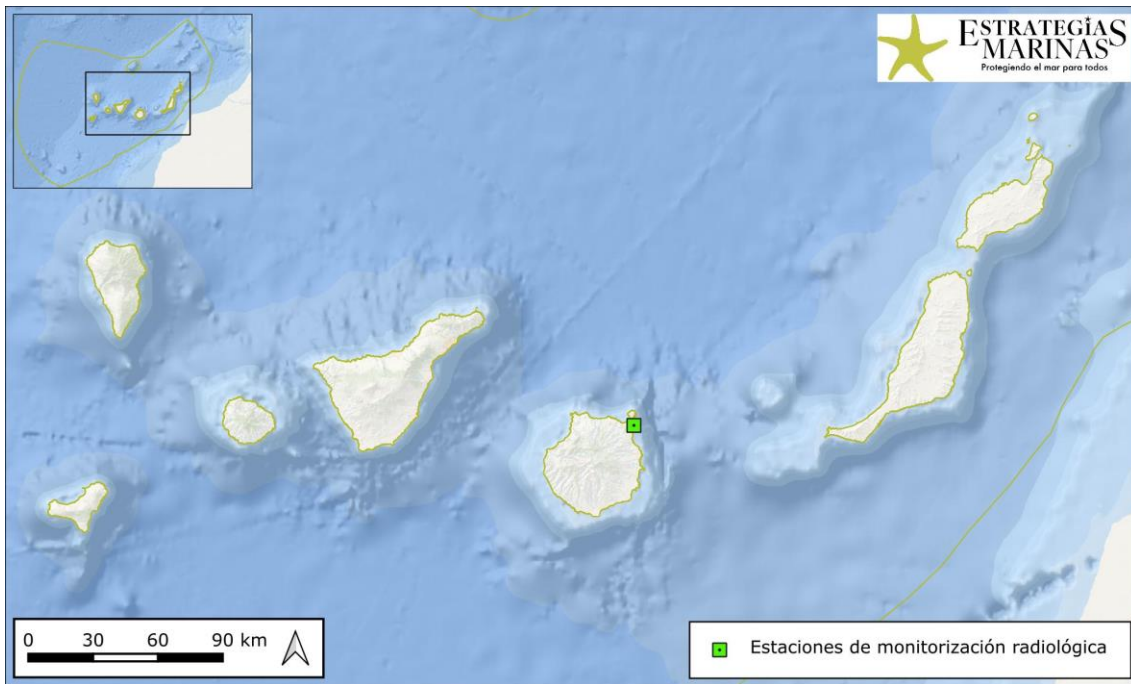 ESTRATEGIAS
MARINAS
Protegiendo el mar para todos
0 30 60 90 km
Estaciones de monitorización radiológica